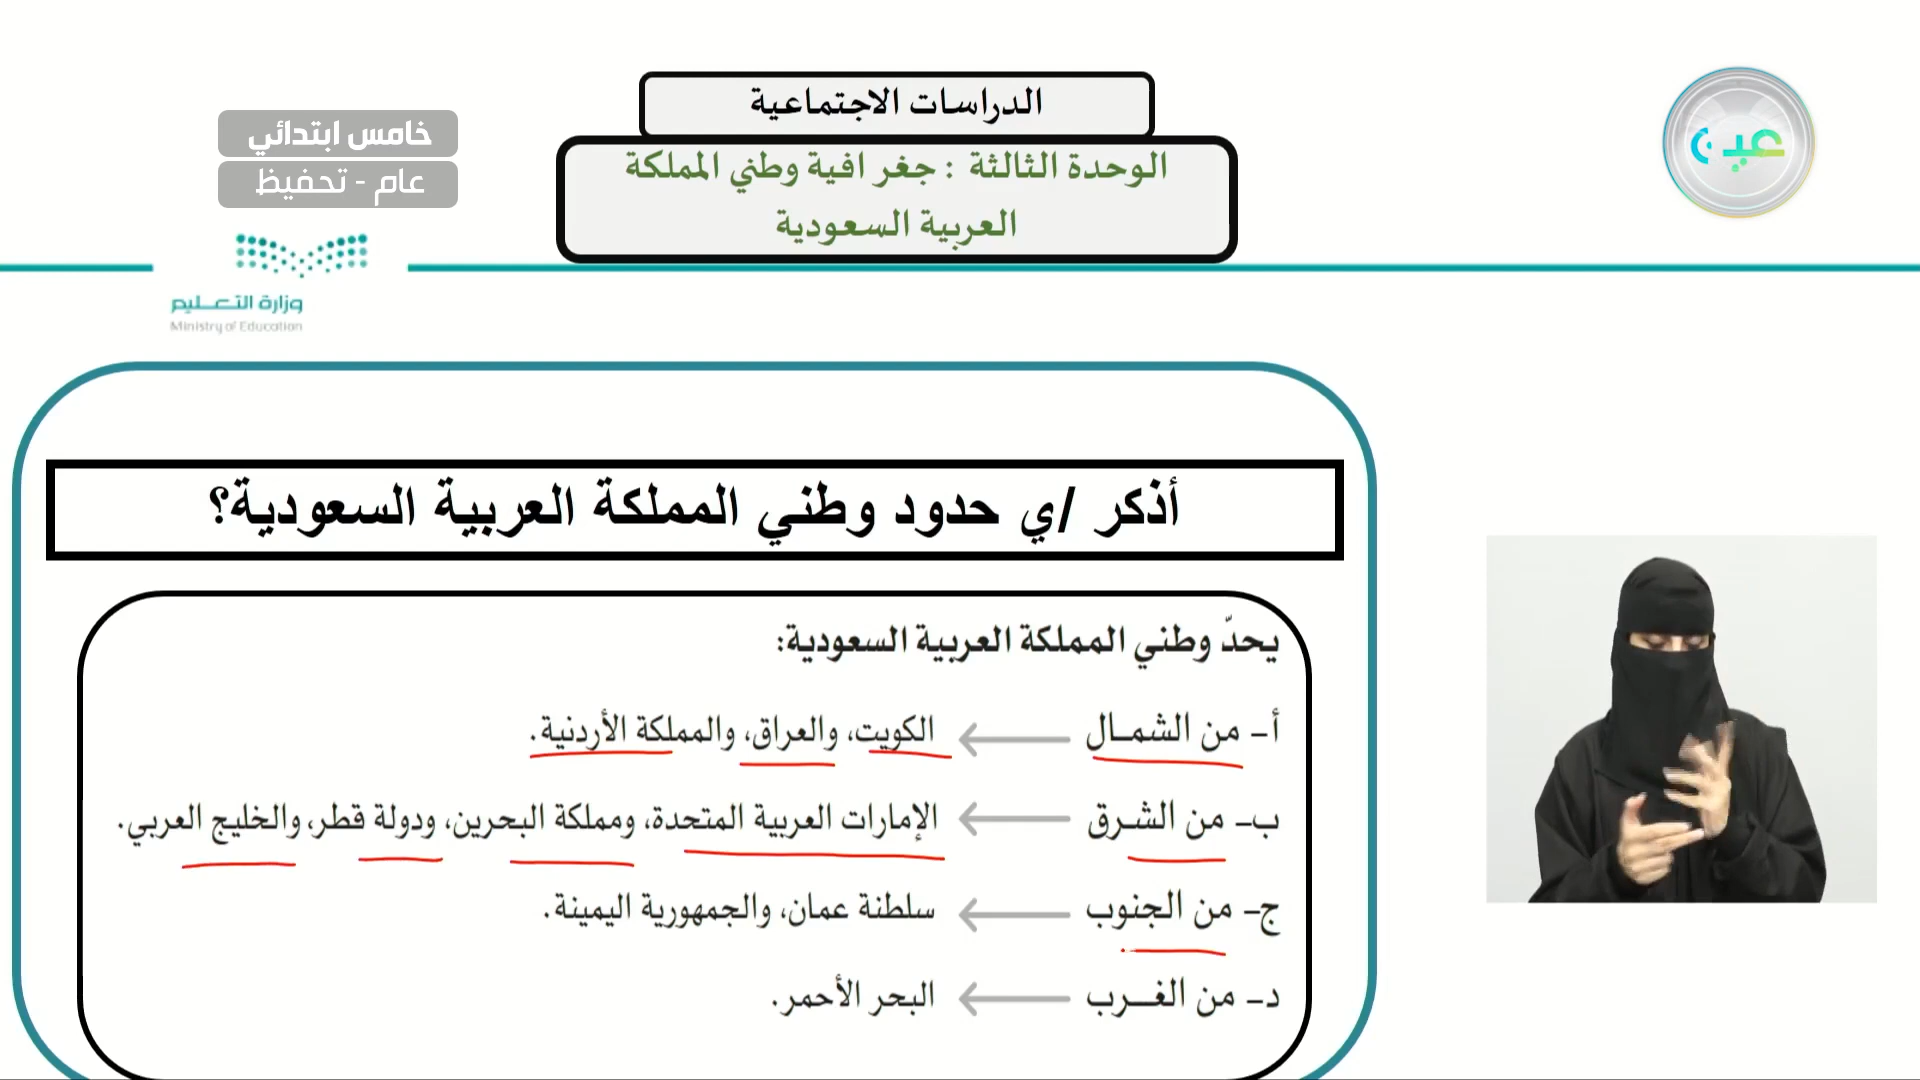 الدراسات الاجتماعية
الوحدة الثالثة : جغرافية وطني المملكة
العربية السعودية
خامس ابتدائي
عام - تحفيظ
عين
وزارة التعليم
Ministry of Education
أذكر /ي حدود وطني المملكة العربية السعودية؟
يحدّ وطني المملكة العربية السعودية:
أ- من الشمال الكويت، والعراق، والمملكة الأردنية.
ب- من الشرق الإمارات العربية المتحدة، ومملكة البحرين، ودولة قطر، والخليج العربي.
ج- من الجنوب سلطنة عمان، والجمهورية اليمينة.
د- من الغرب البحر الأحمر.